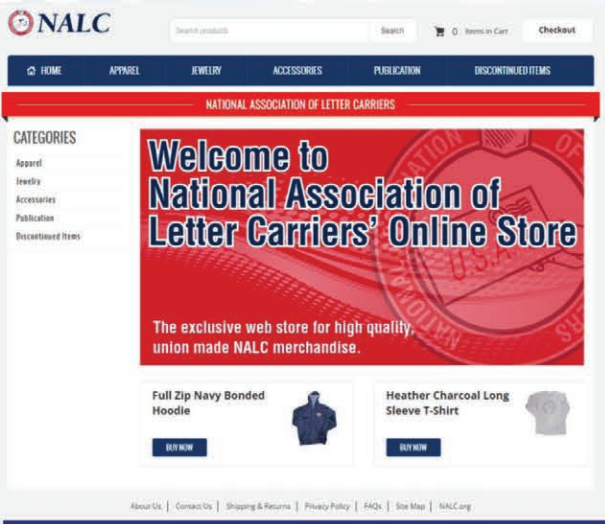 NALC
Search products
Search
0 Items in Cart
Checkout
HOME
APPAREL
JEWELRY
ACCESSORIES
PUBLICATION
DISCONTINUED ITEMS
NATIONAL ASSOCIATION OF LETTER CARRIERS
CATEGORIES
Apparel
Jewelry
Accessories
Publication
Discontinued Items
Welcome to
National Association of
Letter Carriers' Online Store
The exclusive web store for high quality,
union made NALC merchandise.
Full Zip Navy Bonded
Hoodie
BUY NOW
Heather Charcoal Long
Sleeve T-Shirt
BUY NOW
About Us | Contact Us | Shipping & Returns | Privacy Policy | FAQs | Site Map | NALC.org